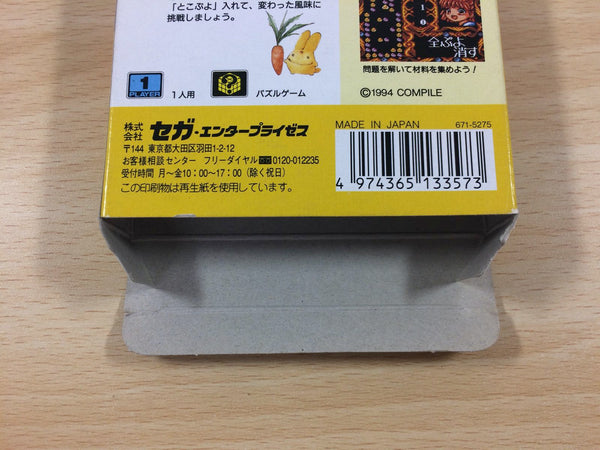 「とこぷよ」入れて、変わった風味に
挑戦しましょう。
1
PLAYER
1人用
パズルゲーム
10
全ぷよ
消す
問題を解いて材料を集めよう!
©1994 COMPILE
株式会社 セガ・エンタープライゼス
〒144 東京都大田区羽田1-2-12
お客様相談センター フリーダイヤル 0120-012235
受付時間 月〜金10:00〜17:00 (除く祝日)
この印刷物は再生紙を使用しています。
MADE IN JAPAN 671-5275
4 974365 133573